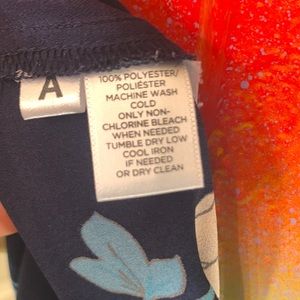 A
100% POLYESTER/
POLIÉSTER
MACHINE WASH
COLD
ONLY NON-
CHLORINE BLEACH
WHEN NEEDED
TUMBLE DRY LOW
COOL IRON
IF NEEDED
OR DRY CLEAN